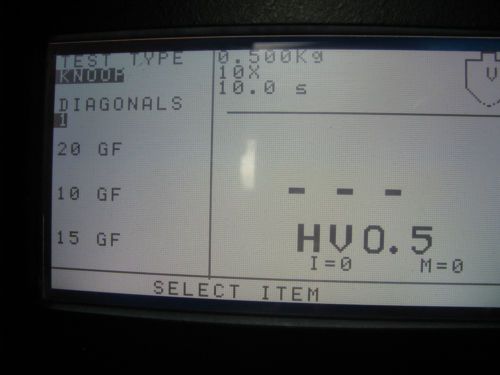 TEST TYPE
KNOOP
DIAGONALS
1
20 GF
10 GF
15 GF
0.500Kg
10X
10.0 s
V
- - -
HV0.5
I=0 M=0
SELECT ITEM